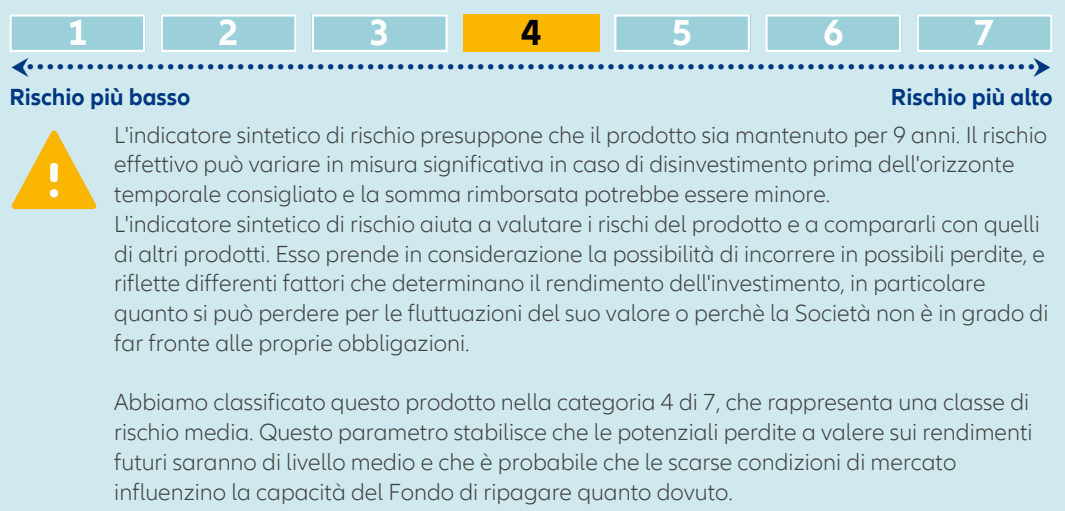 1 2 3 4 5 6 7
Rischio più basso Rischio più alto
L'indicatore sintetico di rischio presuppone che il prodotto sia mantenuto per 9 anni. Il rischio
effettivo può variare in misura significativa in caso di disinvestimento prima dell'orizzonte
temporale consigliato e la somma rimborsata potrebbe essere minore.
L'indicatore sintetico di rischio aiuta a valutare i rischi del prodotto e a compararli con quelli
di altri prodotti. Esso prende in considerazione la possibilità di incorrere in possibili perdite, e
riflette differenti fattori che determinano il rendimento dell'investimento, in particolare
quanto si può perdere per le fluttuazioni del suo valore o perchè la Società non è in grado di
far fronte alle proprie obbligazioni.
Abbiamo classificato questo prodotto nella categoria 4 di 7, che rappresenta una classe di
rischio media. Questo parametro stabilisce che le potenziali perdite a valere sui rendimenti
futuri saranno di livello medio e che è probabile che le scarse condizioni di mercato
influenzino la capacità del Fondo di ripagare quanto dovuto.